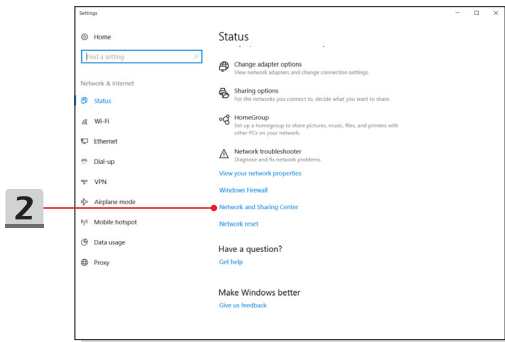 Settings
Home
Find a setting
Network & Internet
Status
Wi-Fi
Ethernet
Dial-up
VPN
Airplane mode
Mobile hotspot
Data usage
Proxy
2
Status
Change adapter options
View network adapters and change connection settings.
Sharing options
For the networks you connect to, decide what you want to share.
HomeGroup
Set up a homegroup to share pictures, music, files, and printers with
other PCs on your network.
Network troubleshooter
Diagnose and fix network problems.
View your network properties
Windows Firewall
Network and Sharing Center
Network reset
Have a question?
Get help
Make Windows better
Give us feedback